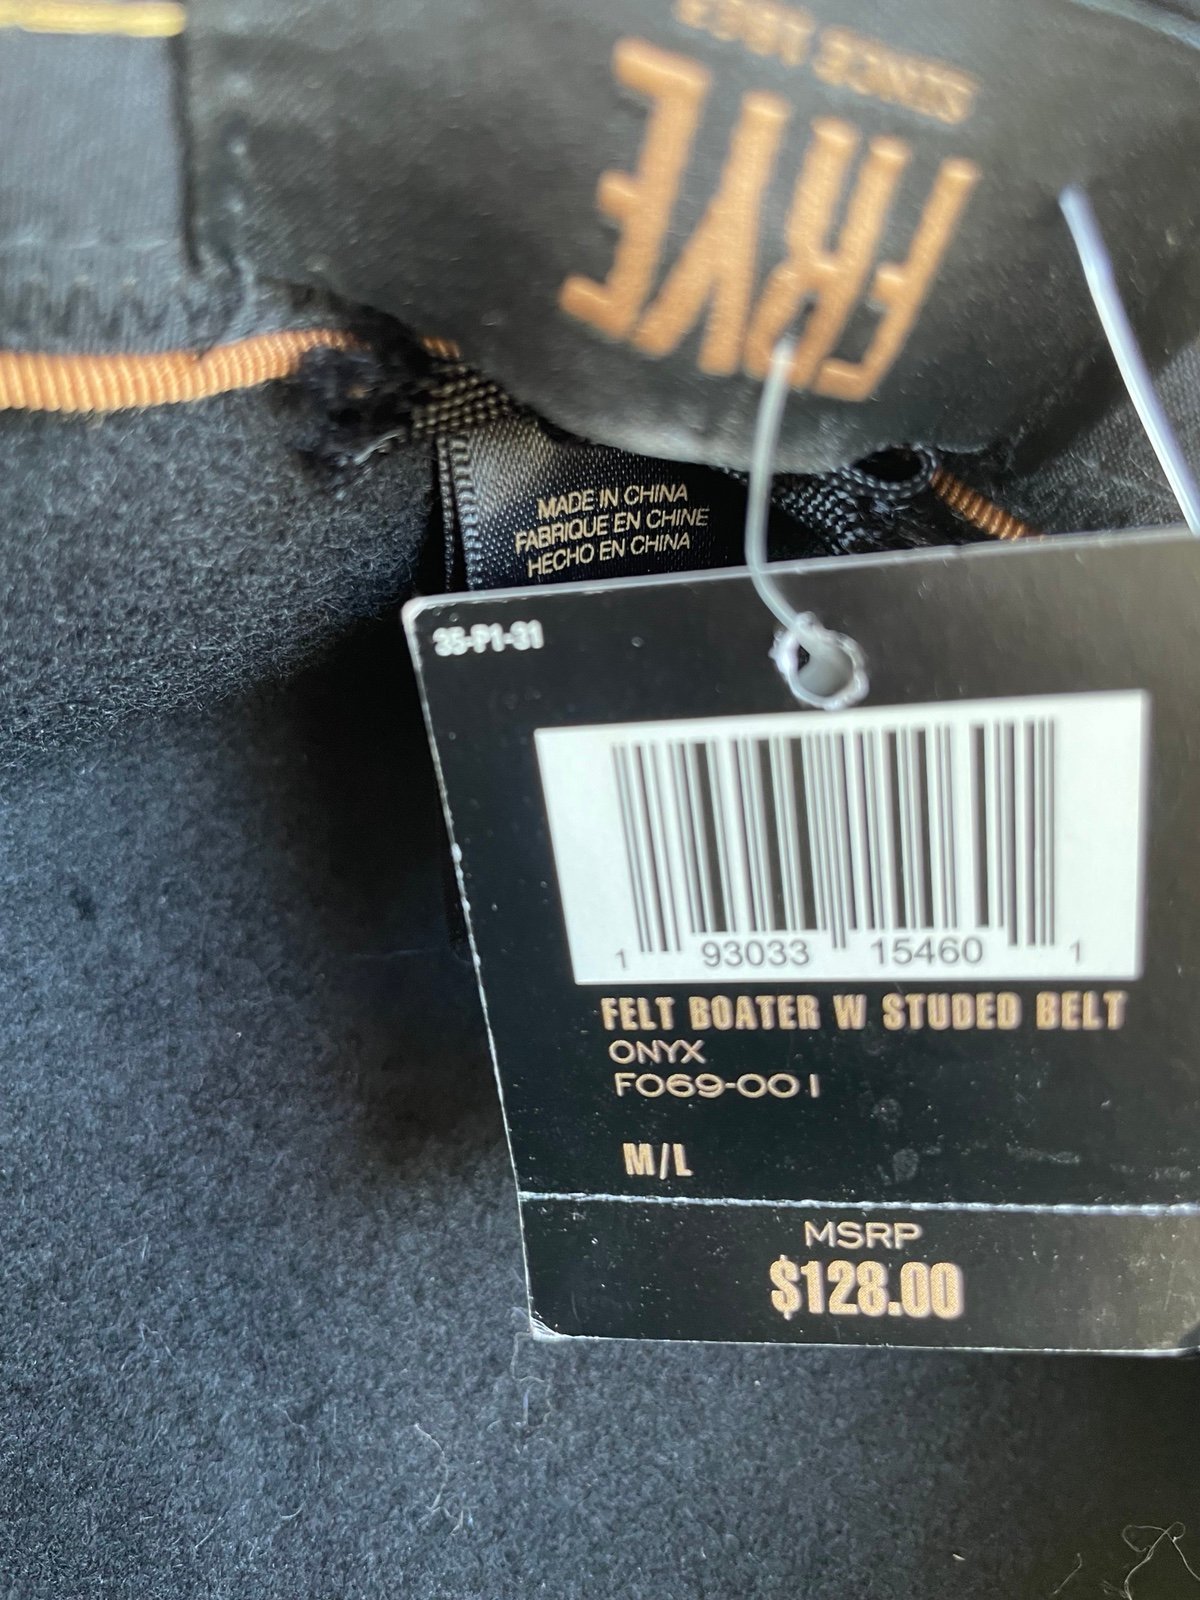 SINCE 1863
FRYE
MADE IN CHINA
FABRIQUE EN CHINE
HECHO EN CHINA
35-P1-31
1 93033 15460 1
FELT BOATER W STUDED BELT
ONYX
F069-001
M/L
MSRP
$128.00